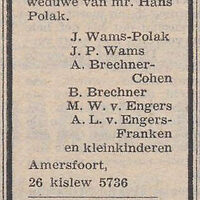 weduwe van mr. Hans
Polak.
J. Wams-Polak
J. P. Wams
A. Brechner-
Cohen
B. Brechner
M. W. v. Engers
A. L. v. Engers-
Franken
en kleinkinderen
Amersfoort,
26 kislew 5736